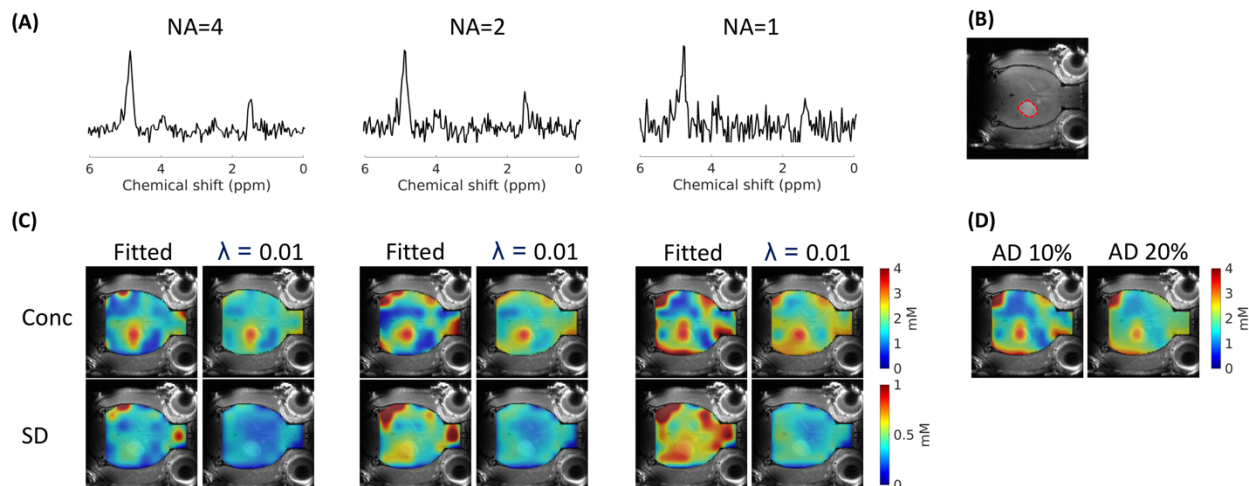 (A)
NA=4
NA=2
NA=1
(B)
6 4 2 0
Chemical shift (ppm)
6 4 2 0
Chemical shift (ppm)
6 4 2 0
Chemical shift (ppm)
(C)
(D)
Fitted
λ = 0.01
Fitted
λ = 0.01
Fitted
λ = 0.01
AD 10%
AD 20%
Conc
4
3
2
1
0
mM
4
3
2
1
0
mM
SD
1
0.5
0
mM